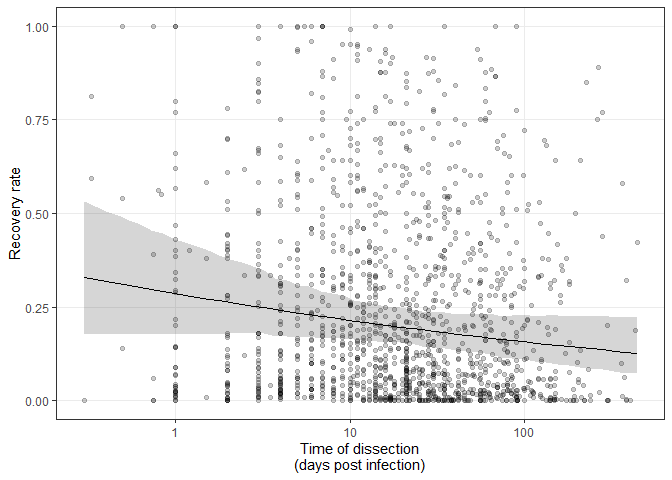 1.00
0.75
0.50
0.25
0.00
Recovery rate
1
10
100
Time of dissection
(days post infection)